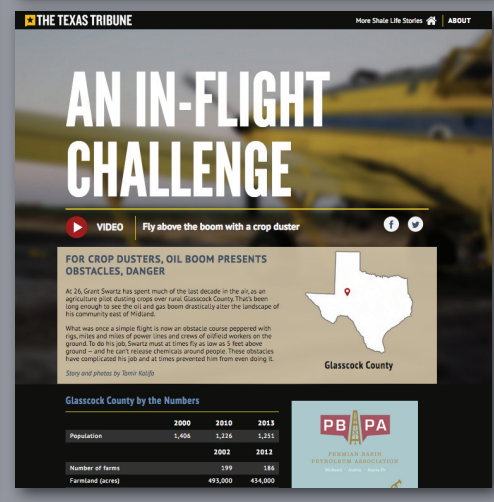 THE TEXAS TRIBUNE
More Shale Life Stories
ABOUT
AN IN-FLIGHT
CHALLENGE
VIDEO
Fly above the boom with a crop duster
FOR CROP DUSTERS, OIL BOOM PRESENTS
OBSTACLES, DANGER
At 26, Grant Swartz has spent much of the last decade in the air, as an
agriculture pilot dusting crops over rural Glasscock County. That's been
long enough to see the oil and gas boom drastically alter the landscape of
his community east of Midland.
What was once a simple flight is now an obstacle course peppered with
rigs, miles and miles of power lines and crews of oilfield workers on the
ground. To do his job, Swartz must at times fly as low as 5 feet above
ground — and he can't release chemicals around people. These obstacles
have complicated his job and at times prevented him from even doing it.
Story and photos by Tamir Kalifa
Glasscock County
Glasscock County by the Numbers
2000 2010 2013
Population 1,406 1,226 1,251
2002 2012
Number of farms 199 186
Farmland (acres) 493,000 434,000
PB PA
PERMIAN BASIN
PETROLEUM ASSOCIATION